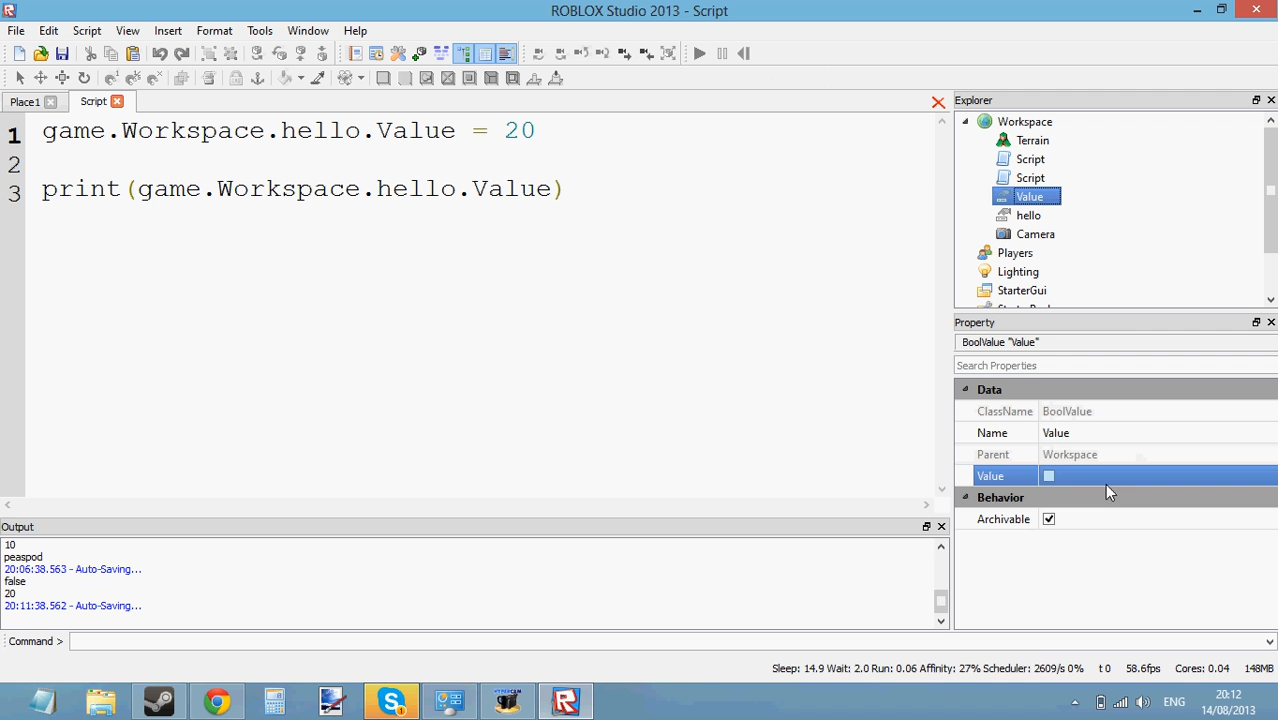 ROBLOX Studio 2013 - Script
File Edit Script View Insert Format Tools Window Help
Place1 Script
1 game.Workspace.hello.Value = 20
2
3 print(game.Workspace.hello.Value)
Explorer
Workspace
Terrain
Script
Script
Value
hello
Camera
Players
Lighting
StarterGui
Property
BoolValue "Value"
Search Properties
Data
ClassName BoolValue
Name Value
Parent Workspace
Value
Behavior
Archivable
Output
10
peaspod
20:06:38.563 - Auto-Saving...
false
20
20:11:38.562 - Auto-Saving...
Command >
Sleep: 14.9 Wait: 2.0 Run: 0.06 Affinity: 27% Scheduler: 2609/s 0% t 0 58.6fps Cores: 0.04 148MB
ENG
20:12
14/08/2013